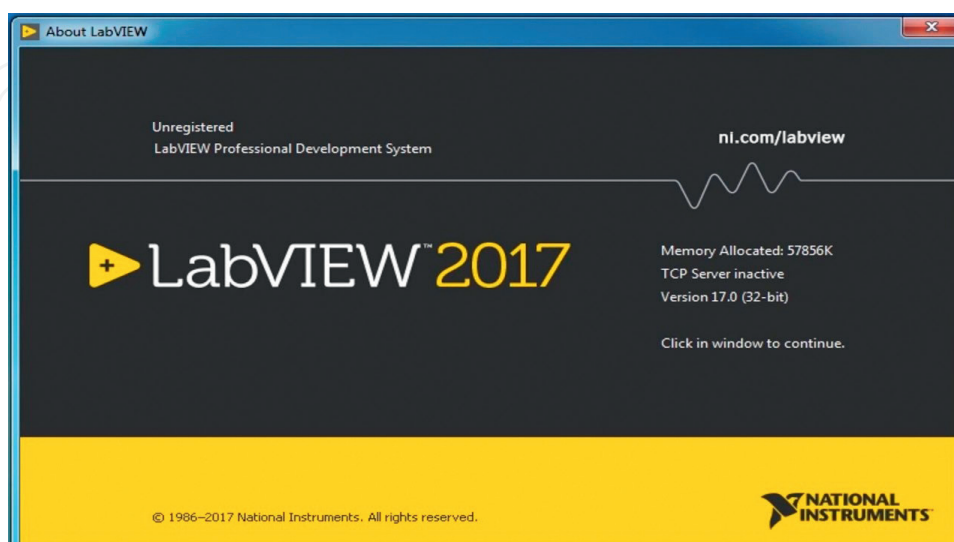 About LabVIEW
Unregistered
LabVIEW Professional Development System
ni.com/labview
LabVIEW™ 2017
Memory Allocated: 57856K
TCP Server inactive
Version 17.0 (32-bit)
Click in window to continue.
© 1986–2017 National Instruments. All rights reserved.
NATIONAL
INSTRUMENTS